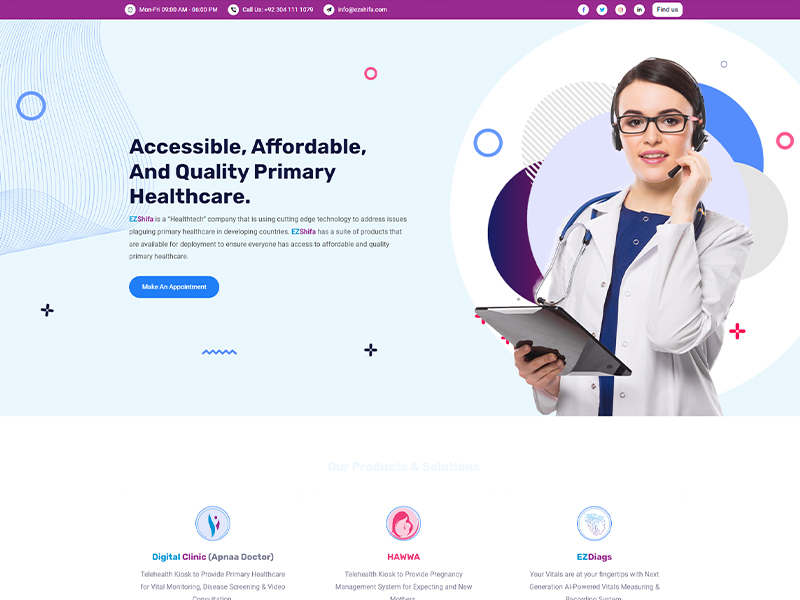 Mon-Fri 09:00 AM - 06:00 PM Call Us: +92 304 111 1079 info@ezshifa.com Find us
Accessible, Affordable,
And Quality Primary
Healthcare.
EZShifa is a "Healthtech" company that is using cutting edge technology to address issues
plaguing primary healthcare in developing countries. EZShifa has a suite of products that
are available for deployment to ensure everyone has access to affordable and quality
primary healthcare.
Make An Appointment
Our Products & Solutions
Digital Clinic (Apnaa Doctor)
Telehealth Kiosk to Provide Primary Healthcare
for Vital Monitoring, Disease Screening & Video
Consultation
HAWWA
Telehealth Kiosk to Provide Pregnancy
Management System for Expecting and New
Mothers
EZDiags
Your Vitals are at your fingertips with Next
Generation AI-Powered Vitals Measuring &
Recording System